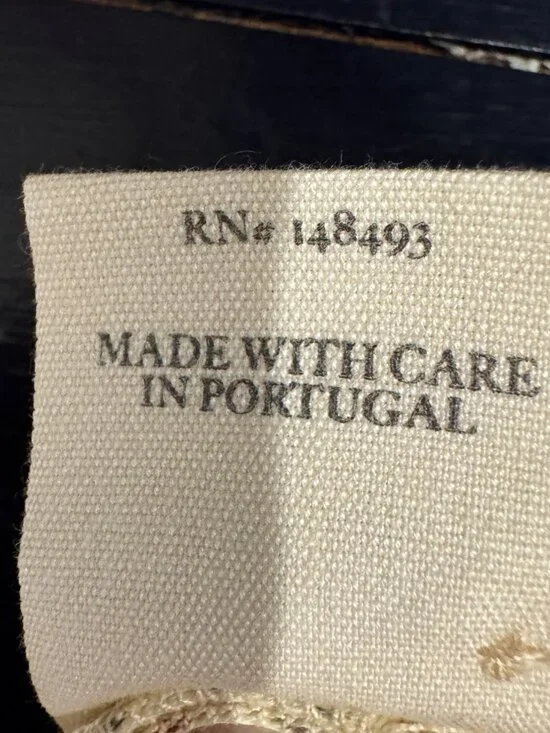 RN# 148493
MADE WITH CARE
IN PORTUGAL